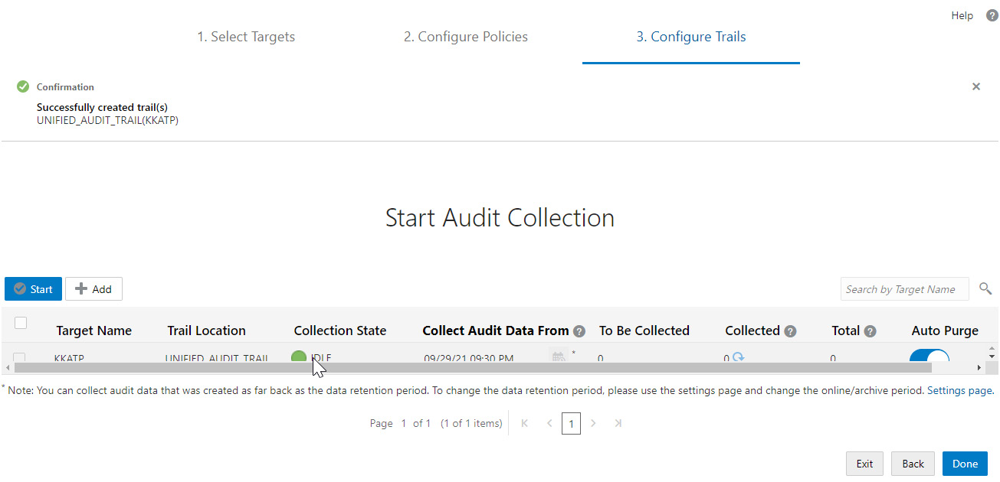 Help ?
1. Select Targets 2. Configure Policies 3. Configure Trails
Confirmation
Successfully created trail(s)
UNIFIED_AUDIT_TRAIL(KKATP)
Start Audit Collection
Start Add Search by Target Name
Target Name Trail Location Collection State Collect Audit Data From ? To Be Collected Collected ? Total ? Auto Purge
KKATP UNIFIED_AUDIT_TRAIL IDLE 09/29/21 09:30 PM * 0 0 0
* Note: You can collect audit data that was created as far back as the data retention period. To change the data retention period, please use the settings page and change the online/archive period. Settings page.
Page 1 of 1 (1 of 1 items) 1
Exit Back Done